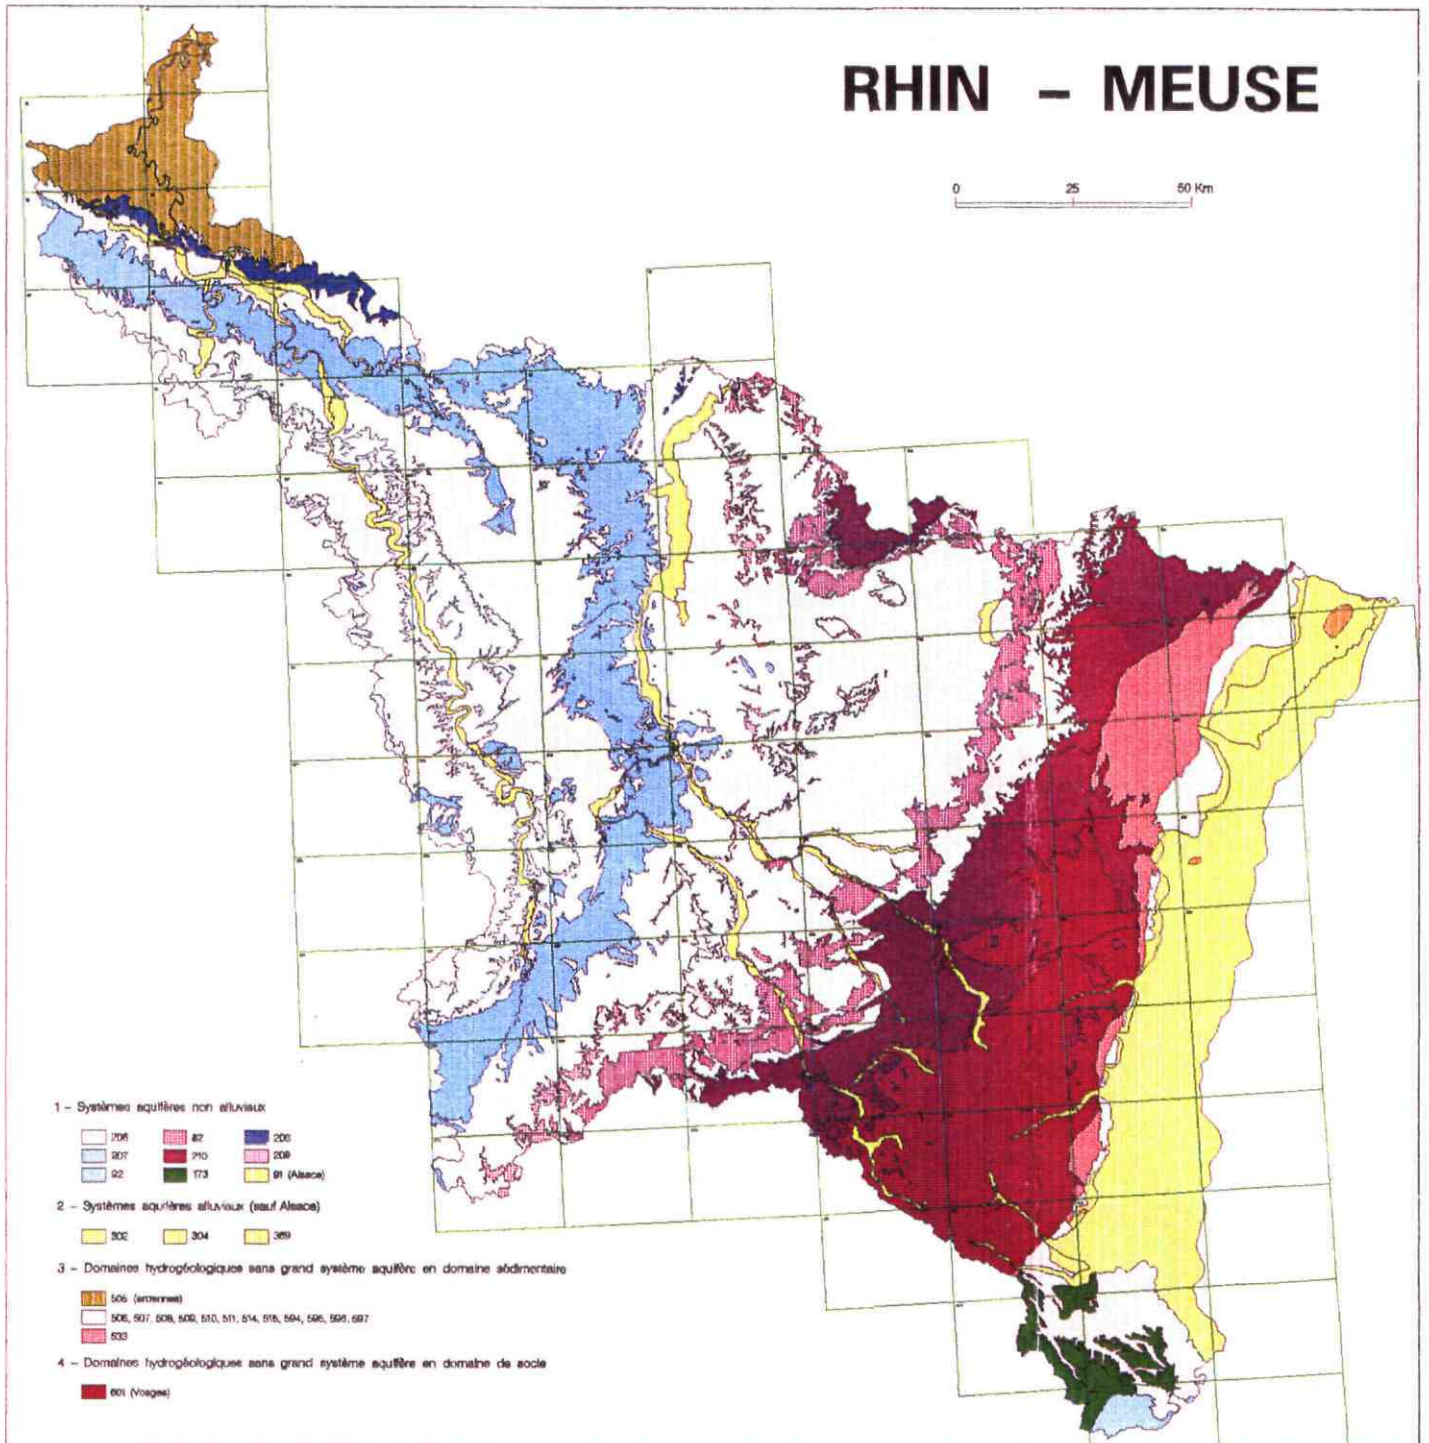 RHIN - MEUSE
0 25 50 Km
1 - Systèmes aquifères non alluviaux
82 206
207 210 209
92 173 91 (Alsace)
2 - Systèmes aquifères alluviaux (sauf Alsace)
302 304 369
3 - Domaines hydrogéologiques sans grand système aquifère en domaine sédimentaire
505 (ardennes)
507, 508, 509, 510, 511, 514, 515, 594, 595, 596, 597
533
4 - Domaines hydrogéologiques sans grand système aquifère en domaine de socle
601 (Vosges)